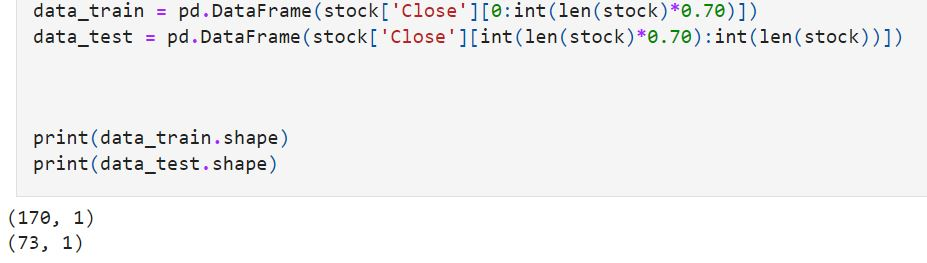 data_train = pd.DataFrame(stock['Close'][0:int(len(stock)*0.70)])
data_test = pd.DataFrame(stock['Close'][int(len(stock)*0.70):int(len(stock))])
print(data_train.shape)
print(data_test.shape)
(170, 1)
(73, 1)